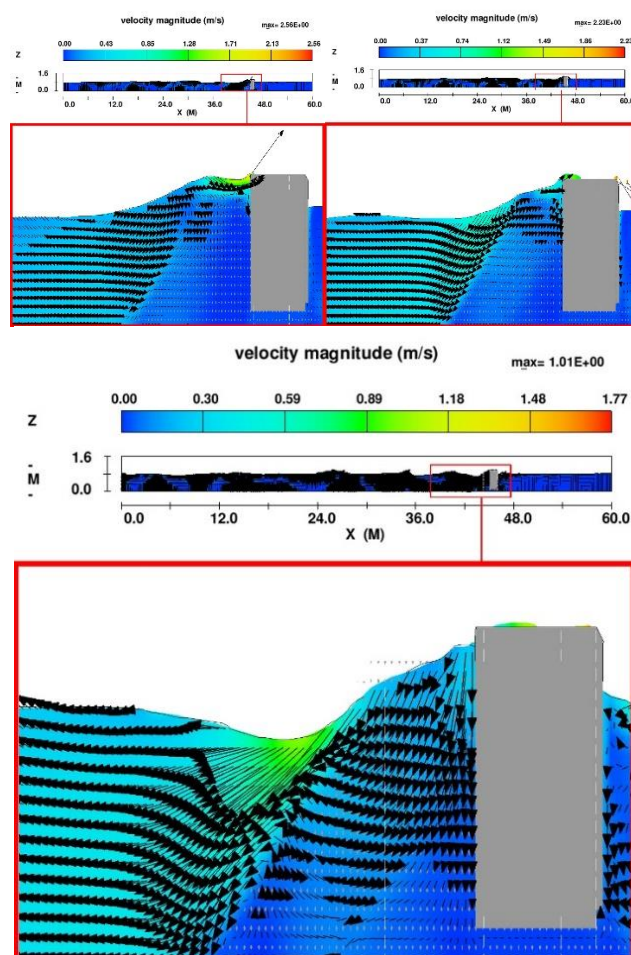 velocity magnitude (m/s)
max= 2.56E+00
0.00 0.43 0.85 1.28 1.71 2.13 2.56
Z
1.6
M
0.0
0.0 12.0 24.0 36.0 48.0 60.0
X (M)
velocity magnitude (m/s)
max= 2.23E+00
0.00 0.37 0.74 1.12 1.49 1.86 2.23
Z
1.6
M
0.0
0.0 12.0 24.0 36.0 48.0 60.0
X (M)
velocity magnitude (m/s)
max= 1.01E+00
0.00 0.30 0.59 0.89 1.18 1.48 1.77
Z
1.6
M
0.0
0.0 12.0 24.0 36.0 48.0 60.0
X (M)